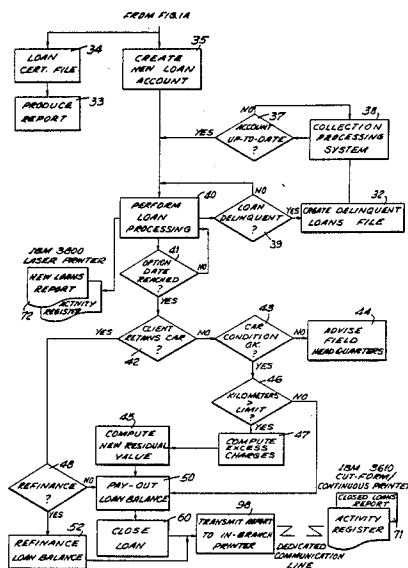 FROM FIG.1A
34
LOAN
CERT. FILE
35
CREATE
NEW LOAN
ACCOUNT
PRODUCE
REPORT
33
NO
37
ACCOUNT
UP-TO-DATE
?
YES
38
COLLECTION
PROCESSING
SYSTEM
40
PERFORM
LOAN
PROCESSING
NO
LOAN
DELINQUENT
?
39
YES
32
CREATE DELINQUENT
LOANS FILE
IBM 3800
LASER PRINTER
NEW LOANS
REPORT
ACTIVITY
REGISTER
72
41
OPTION
DATE
REACHED
?
NO
YES
YES
CLIENT
RETAINS CAR
?
42
NO
43
CAR
CONDITION
OK.
?
NO
44
ADVISE
FIELD
HEADQUARTERS
YES
46
KILOMETERS
>
LIMIT
?
NO
YES
45
COMPUTE
NEW RESIDUAL
VALUE
COMPUTE
EXCESS
CHARGES
47
48
REFINANCE
?
NO
PAY-OUT
LOAN BALANCE
50
YES
IBM 3610
CUT-FORM/
CONTINUOUS PRINTER
CLOSED LOANS
REPORT
ACTIVITY
REGISTER
71
52
REFINANCE
LOAN BALANCE
CLOSE
LOAN
60
98
TRANSMIT REPORT
TO IN-BRANCH
PRINTER
DEDICATED COMMUNICATION
LINE